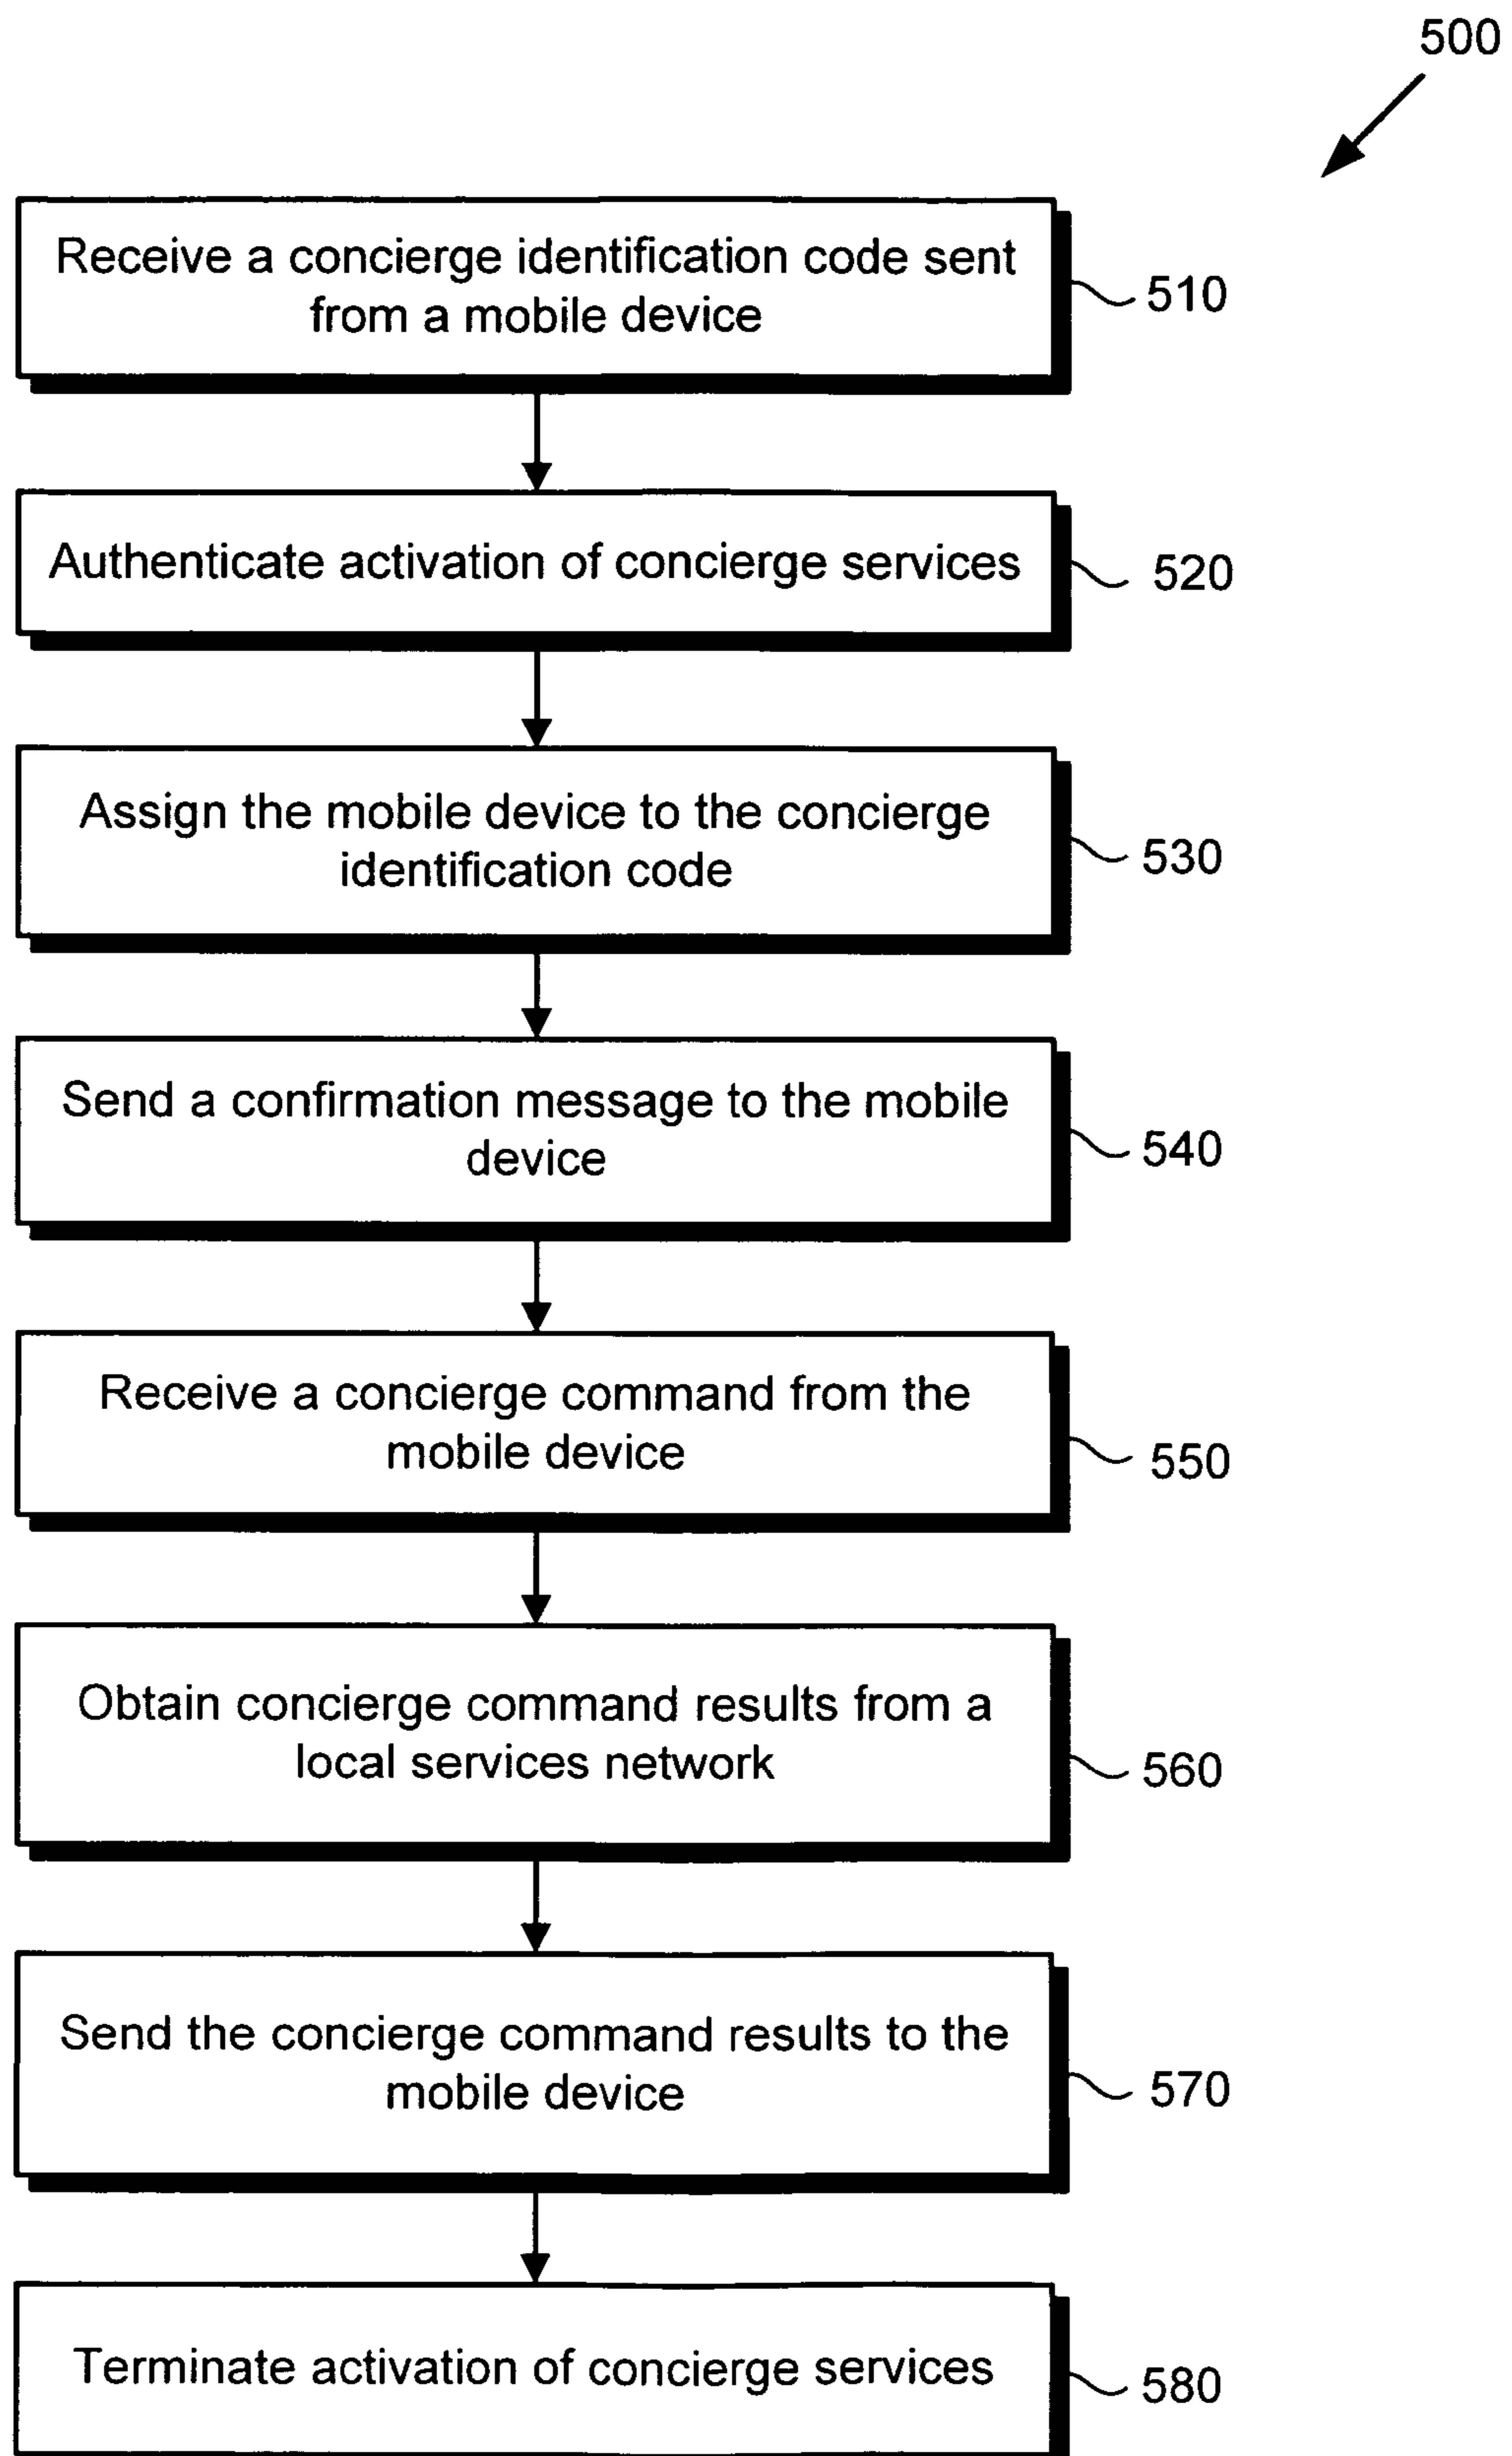 500
Receive a concierge identification code sent
from a mobile device
510
Authenticate activation of concierge services
520
Assign the mobile device to the concierge
identification code
530
Send a confirmation message to the mobile
device
540
Receive a concierge command from the
mobile device
550
Obtain concierge command results from a
local services network
560
Send the concierge command results to the
mobile device
570
Terminate activation of concierge services
580